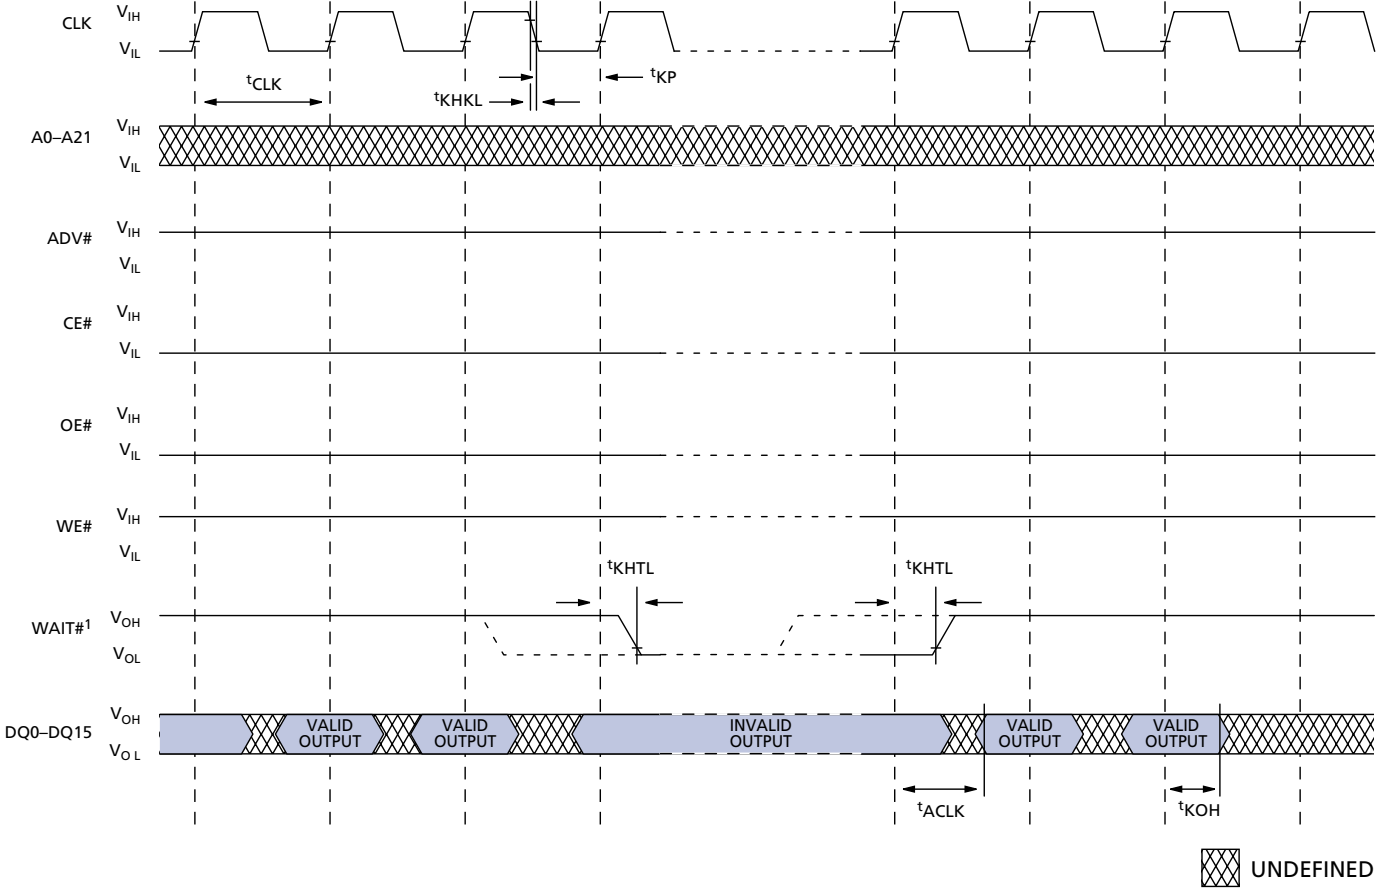 CLK
VIH
VIL
tCLK
tKHKL
tKP
A0–A21
VIH
VIL
ADV#
VIH
VIL
CE#
VIH
VIL
OE#
VIH
VIL
WE#
VIH
VIL
tKHTL
tKHTL
WAIT#1
VOH
VOL
DQ0–DQ15
VOH
VO L
VALID
OUTPUT
VALID
OUTPUT
INVALID
OUTPUT
VALID
OUTPUT
VALID
OUTPUT
tACLK
tKOH
UNDEFINED